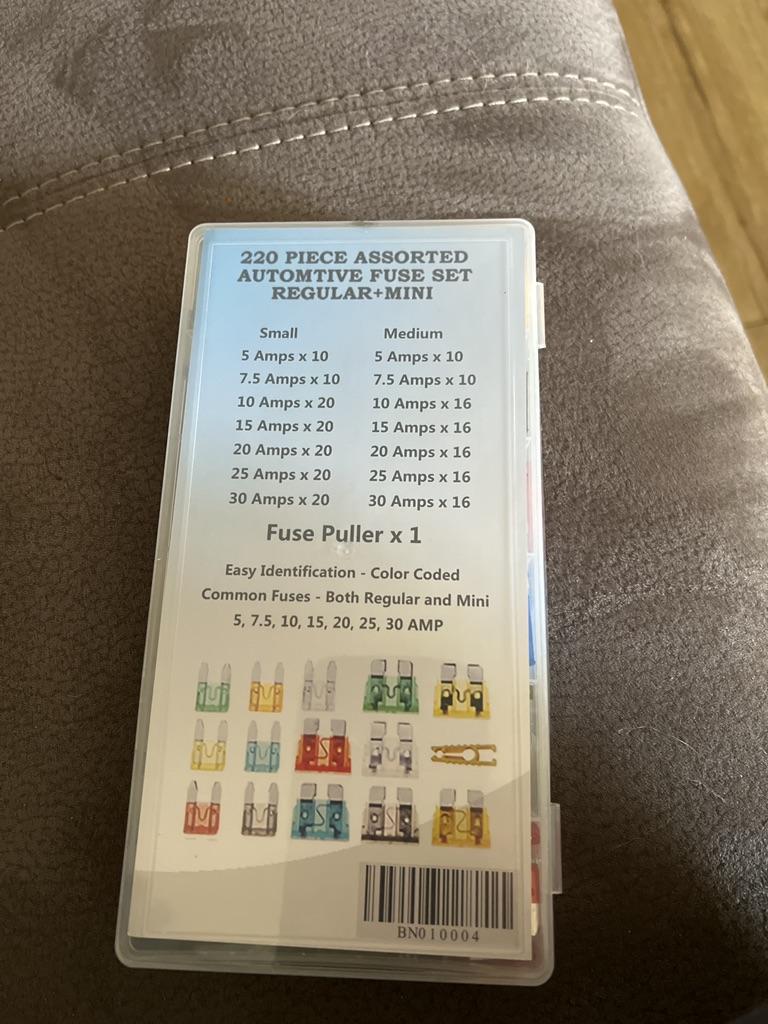 220 PIECE ASSORTED
AUTOMTIVE FUSE SET
REGULAR+MINI
Small Medium
5 Amps x 10 5 Amps x 10
7.5 Amps x 10 7.5 Amps x 10
10 Amps x 20 10 Amps x 16
15 Amps x 20 15 Amps x 16
20 Amps x 20 20 Amps x 16
25 Amps x 20 25 Amps x 16
30 Amps x 20 30 Amps x 16
Fuse Puller x 1
Easy Identification - Color Coded
Common Fuses - Both Regular and Mini
5, 7.5, 10, 15, 20, 25, 30 AMP
BN010004